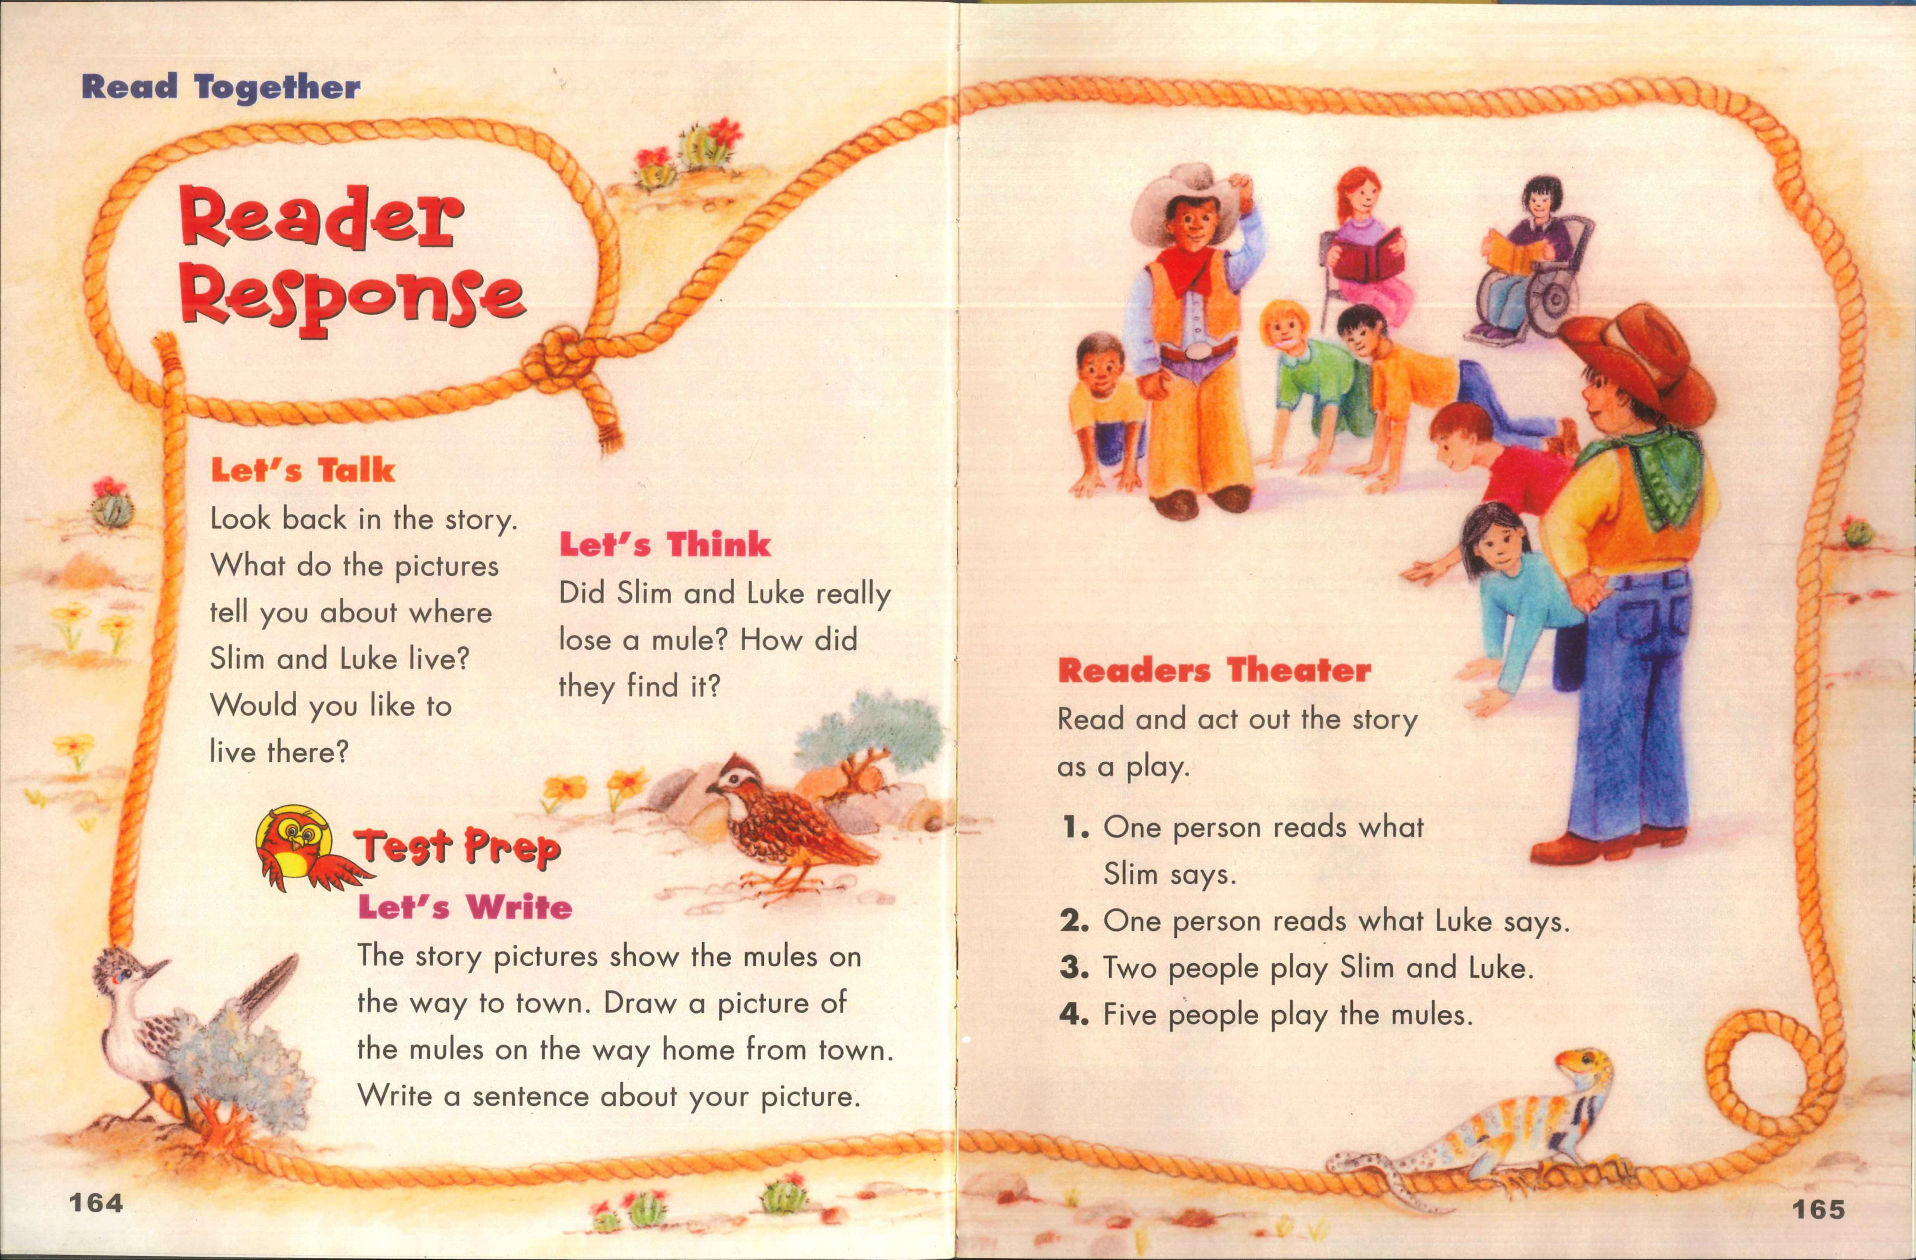 Read Together
Reader
Response
Let's Talk
Look back in the story.
What do the pictures
tell you about where
Slim and Luke live?
Would you like to
live there?
Let's Think
Did Slim and Luke really
lose a mule? How did
they find it?
Test Prep
Let's Write
The story pictures show the mules on
the way to town. Draw a picture of
the mules on the way home from town.
Write a sentence about your picture.
164
Readers Theater
Read and act out the story
as a play.
1. One person reads what
Slim says.
2. One person reads what Luke says.
3. Two people play Slim and Luke.
4. Five people play the mules.
165